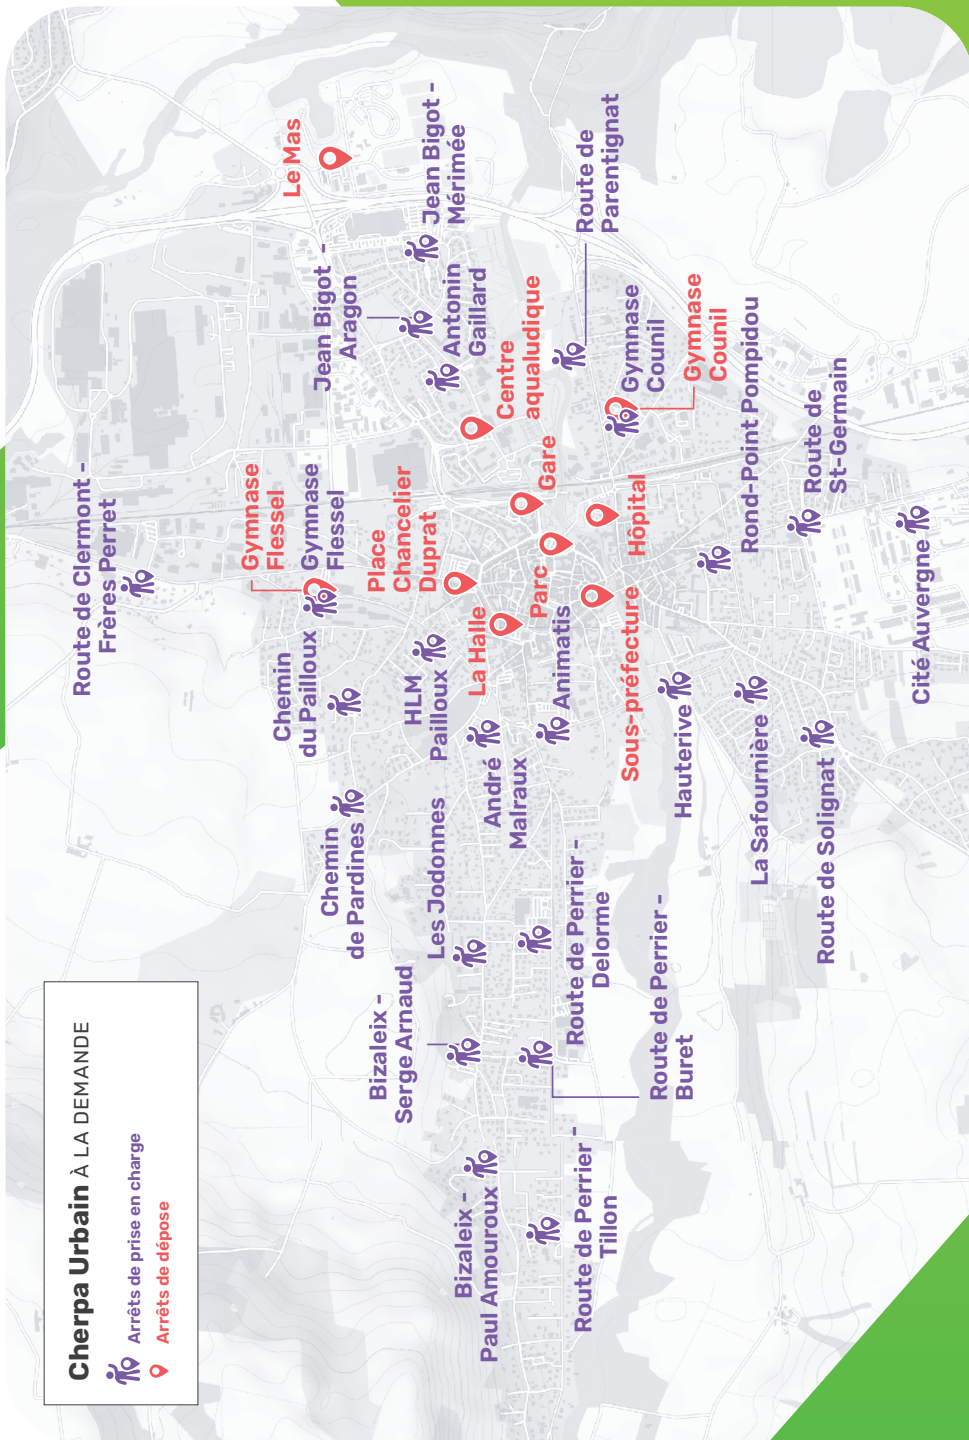 Cherpa Urbain À LA DEMANDE
Arrêts de prise en charge
Arrêts de dépose
Route de Clermont -
Frères Perret
Gymnase
Flessel
Gymnase
Flessel
Chemin
du Pailloux
Chemin
de Pardines
Le Mas
Jean Bigot -
Aragon
Jean Bigot -
Mérimée
Antonin
Gaillard
Centre
aqualudique
Place
Chancelier
Duprat
HLM
Pailloux
La Halle
Gare
Parc
Animatis
André
Malraux
Les Jodonnes
Bizaleix -
Serge Arnaud
Bizaleix -
Paul Amouroux
Route de Perrier -
Tillon
Route de Perrier -
Buret
Route de Perrier -
Delorme
Route de
Parentignat
Gymnase
Counil
Gymnase
Counil
Hôpital
Sous-préfecture
Hauterive
Rond-Point Pompidou
La Safournière
Route de
St-Germain
Route de Solignat
Cité Auvergne